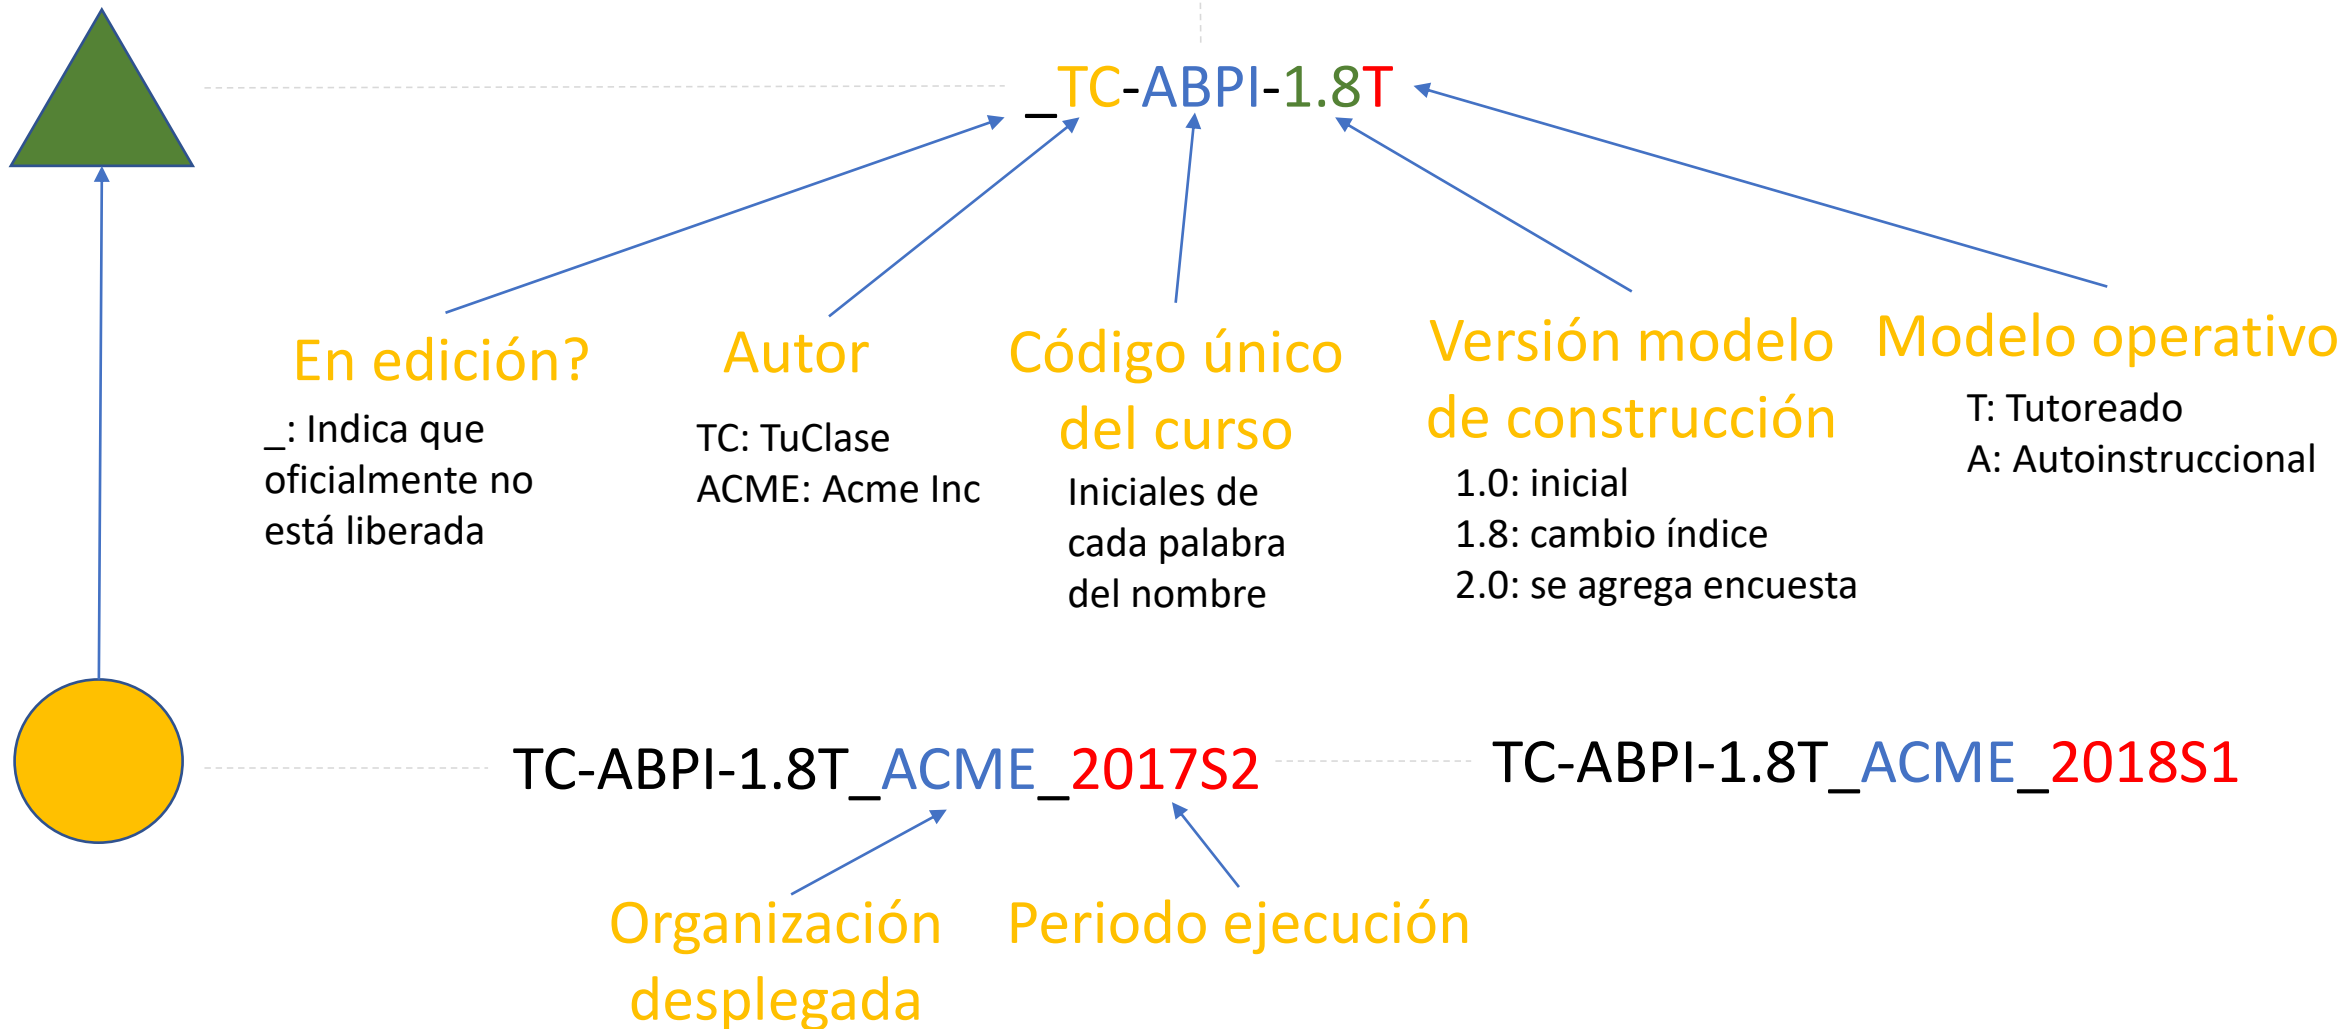 _TC-ABPI-1.8T
En edición?
_: Indica que
oficialmente no
está liberada
Autor
TC: TuClase
ACME: Acme Inc
Código único
del curso
Iniciales de
cada palabra
del nombre
Versión modelo
de construcción
1.0: inicial
1.8: cambio índice
2.0: se agrega encuesta
Modelo operativo
T: Tutoreado
A: Autoinstruccional
TC-ABPI-1.8T_ACME_2017S2
TC-ABPI-1.8T_ACME_2018S1
Organización
desplegada
Periodo ejecución